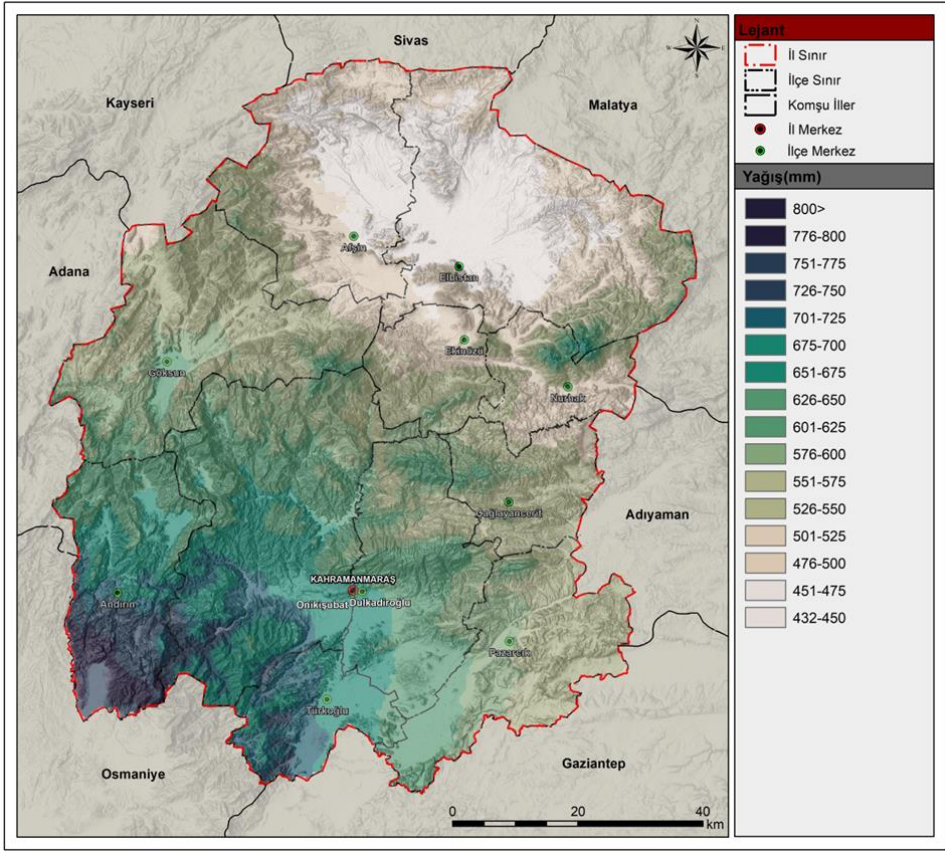 Sivas
Kayseri
Malatya
Adana
Afşin
Elbistan
Ekinözü
Göksun
Nurhak
Çağlayancerit
Adıyaman
KAHRAMANMARAŞ
Onikişubat Dulkadiroğlu
Andırın
Pazarcık
Türkoğlu
Osmaniye
Gaziantep
0 20 40
km
N
W E
S
Lejant
İl Sınır
İlçe Sınır
Komşu İller
İl Merkez
İlçe Merkez
Yağış(mm)
800>
776-800
751-775
726-750
701-725
675-700
651-675
626-650
601-625
576-600
551-575
526-550
501-525
476-500
451-475
432-450